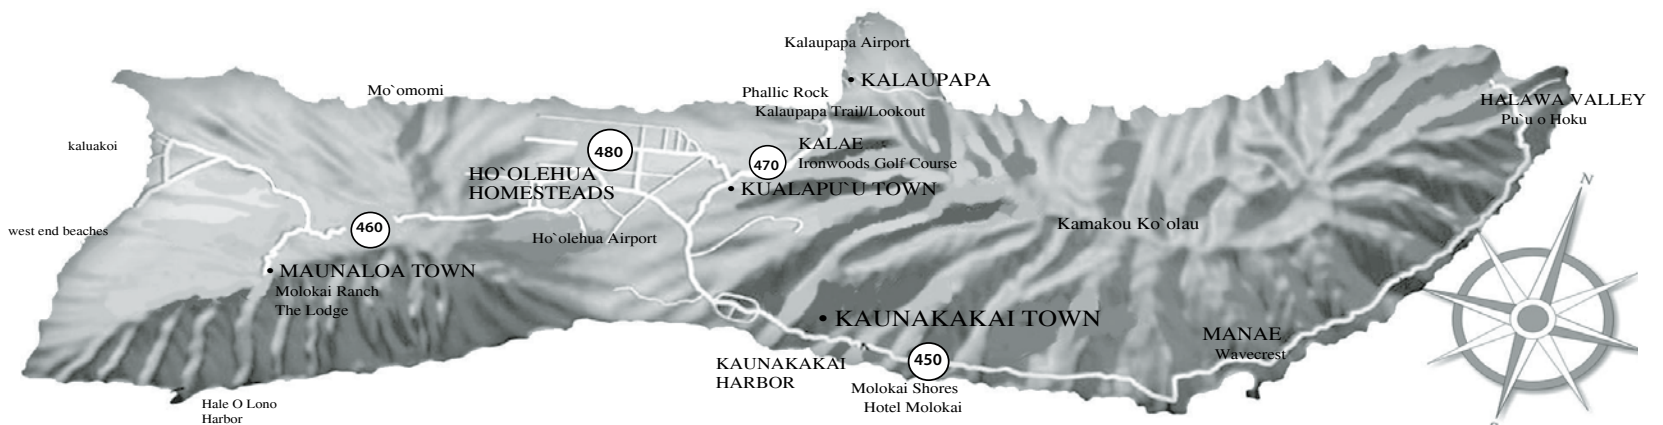 Kalaupapa Airport
• KALAUPAPA
Mo`omomi
Phallic Rock
Kalaupapa Trail/Lookout
HALAWA VALLEY
Pu`u o Hoku
kaluakoi
480
470
KALAE
Ironwoods Golf Course
HO`OLEHUA
HOMESTEADS
• KUALAPU`U TOWN
N
460
west end beaches
Ho`olehua Airport
Kamakou Ko`olau
• MAUNALOA TOWN
Molokai Ranch
The Lodge
• KAUNAKAKAI TOWN
MANAE
Wavecrest
KAUNAKAKAI
HARBOR
450
Molokai Shores
Hotel Molokai
Hale O Lono
Harbor